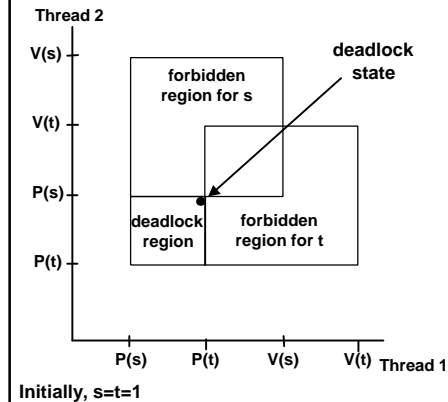 Thread 2
V(s)
V(t)
P(s)
P(t)
forbidden
region for s
deadlock
state
deadlock
region
forbidden
region for t
P(s) P(t) V(s) V(t) Thread 1
Initially, s=t=1